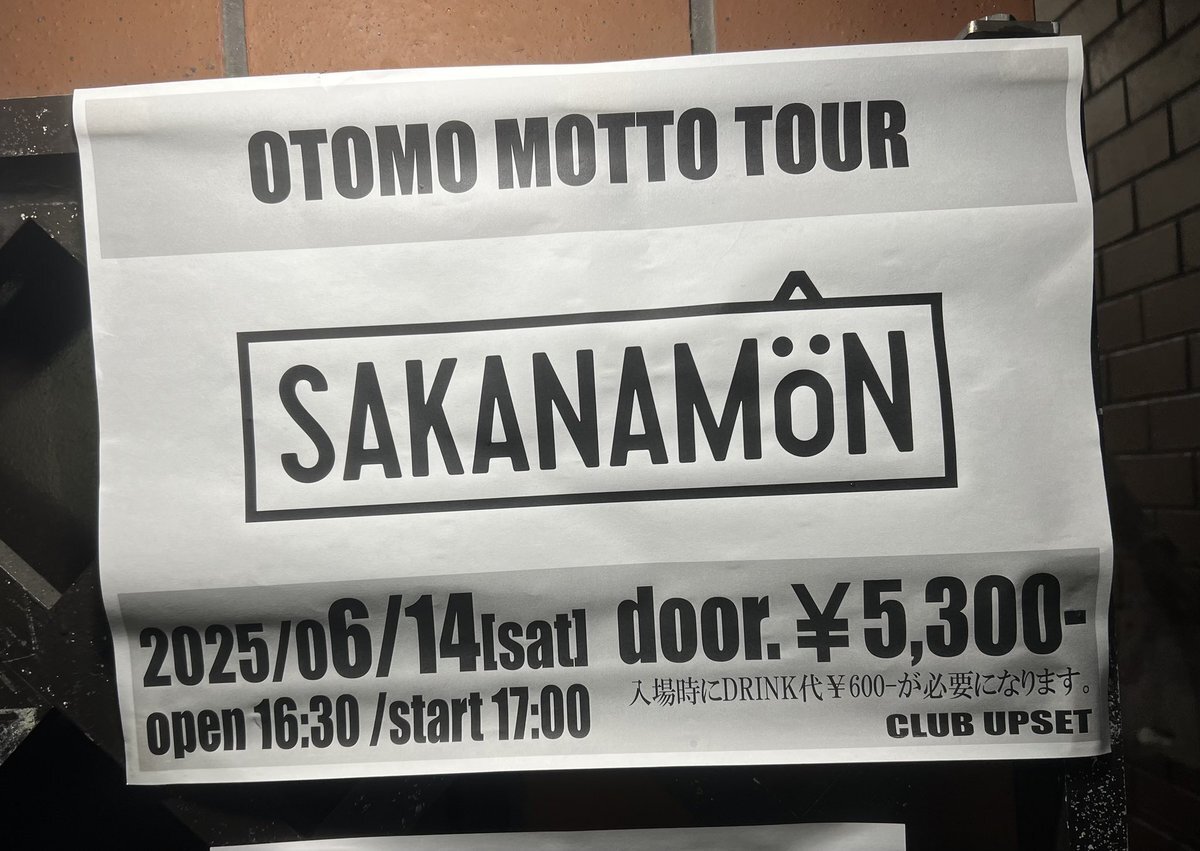 OTOMO MOTTO TOUR
SAKANAMÖN
2025/06/14[sat]
open 16:30 /start 17:00
door.￥5,300-
入場時にDRINK代￥600-が必要になります。
CLUB UPSET